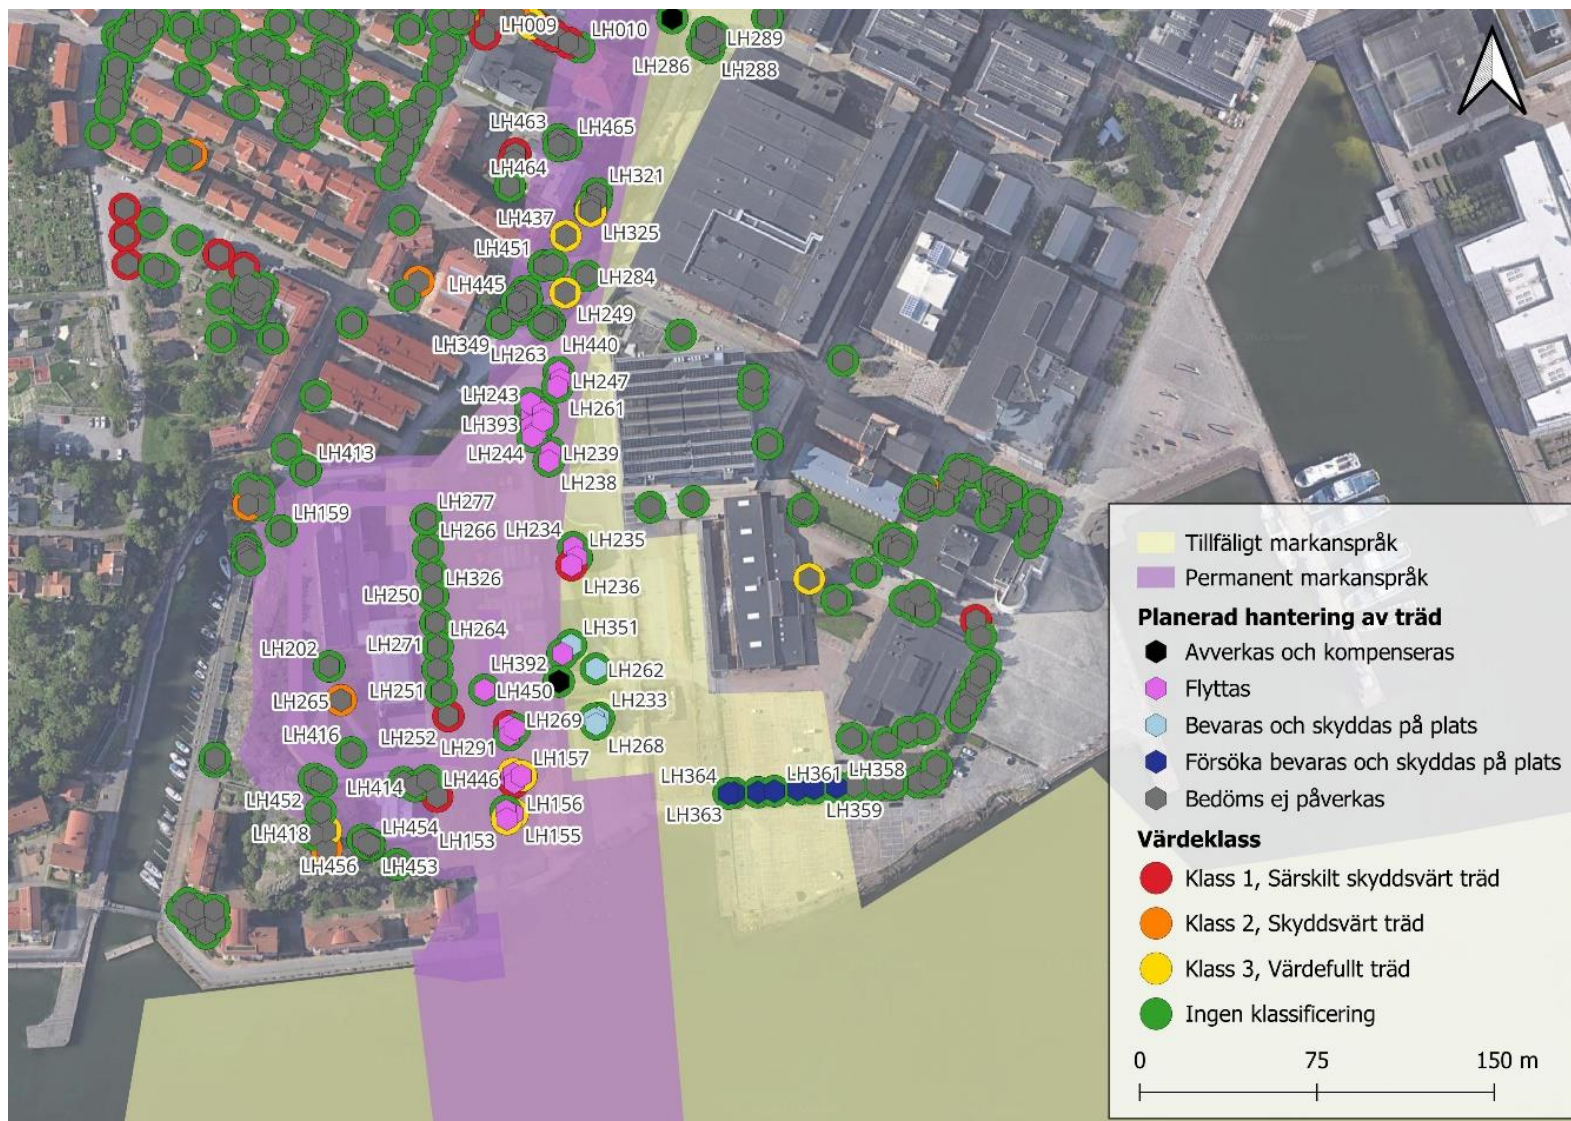 LH009
LH010
LH289
LH286
LH288
LH463
LH465
LH464
LH321
LH437
LH325
LH451
LH284
LH445
LH249
LH349
LH440
LH263
LH247
LH243
LH261
LH393
LH239
LH244
LH238
LH413
LH277
LH159
LH266
LH234
LH235
LH326
LH236
LH250
LH264
LH351
LH271
LH202
LH392
LH262
LH265
LH251
LH450
LH233
LH269
LH252
LH416
LH291
LH268
LH157
LH364
LH361
LH358
LH414
LH446
LH452
LH156
LH363
LH359
LH418
LH454
LH153
LH155
LH456
LH453
Tillfäligt markanspråk
Permanent markanspråk
Planerad hantering av träd
Avverkas och kompenseras
Flyttas
Bevaras och skyddas på plats
Försöka bevaras och skyddas på plats
Bedöms ej påverkas
Värdeklass
Klass 1, Särskilt skyddsvärt träd
Klass 2, Skyddsvärt träd
Klass 3, Värdefullt träd
Ingen klassificering
0 75 150 m